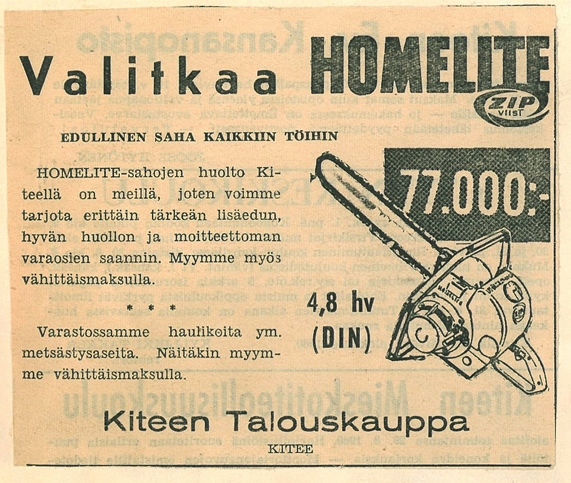 Valitkaa HOMELITE
ZIP
VIISI
EDULLINEN SAHA KAIKKIIN TÖIHIN
HOMELITE-sahojen huolto Ki-
teellä on meillä, joten voimme
tarjota erittäin tärkeän lisäedun,
hyvän huollon ja moitteettoman
varaosien saannin. Myymme myös
vähittäismaksulla.
* * *
Varastossamme haulikoita ym.
metsästysaseita. Näitäkin myym-
me vähittäismaksulla.
77.000:-
4,8 hv
(DIN)
Kiteen Talouskauppa
KITEE